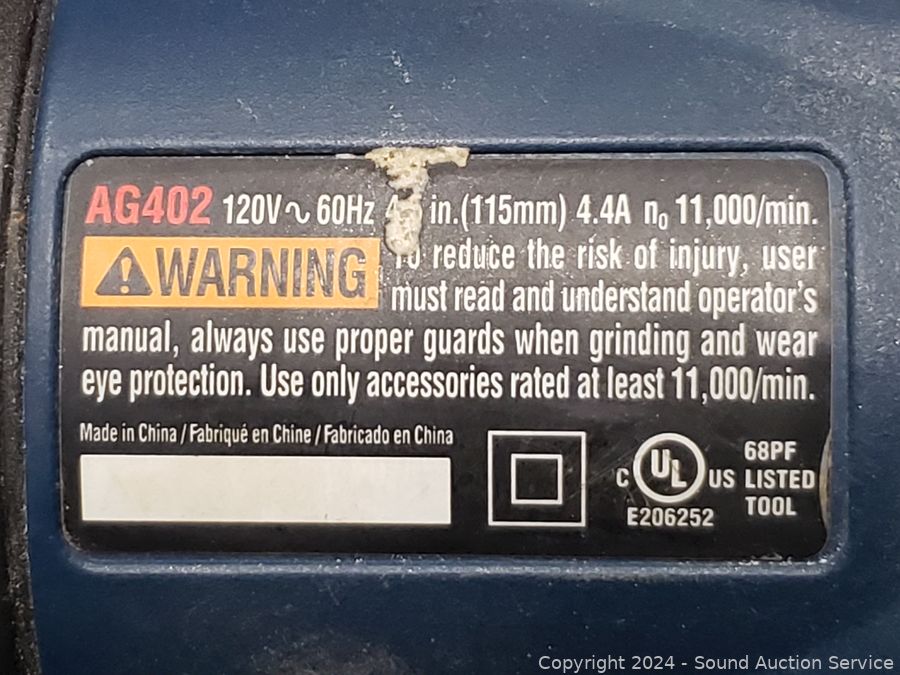 AG402 120V ~ 60Hz in.(115mm) 4.4A n₀ 11,000/min.
⚠WARNING To reduce the risk of injury, user
must read and understand operator's
manual, always use proper guards when grinding and wear
eye protection. Use only accessories rated at least 11,000/min.
Made in China / Fabriqué en Chine / Fabricado en China
C UL US
E206252
68PF
LISTED
TOOL
Copyright © 2024 - Sound Auction Service